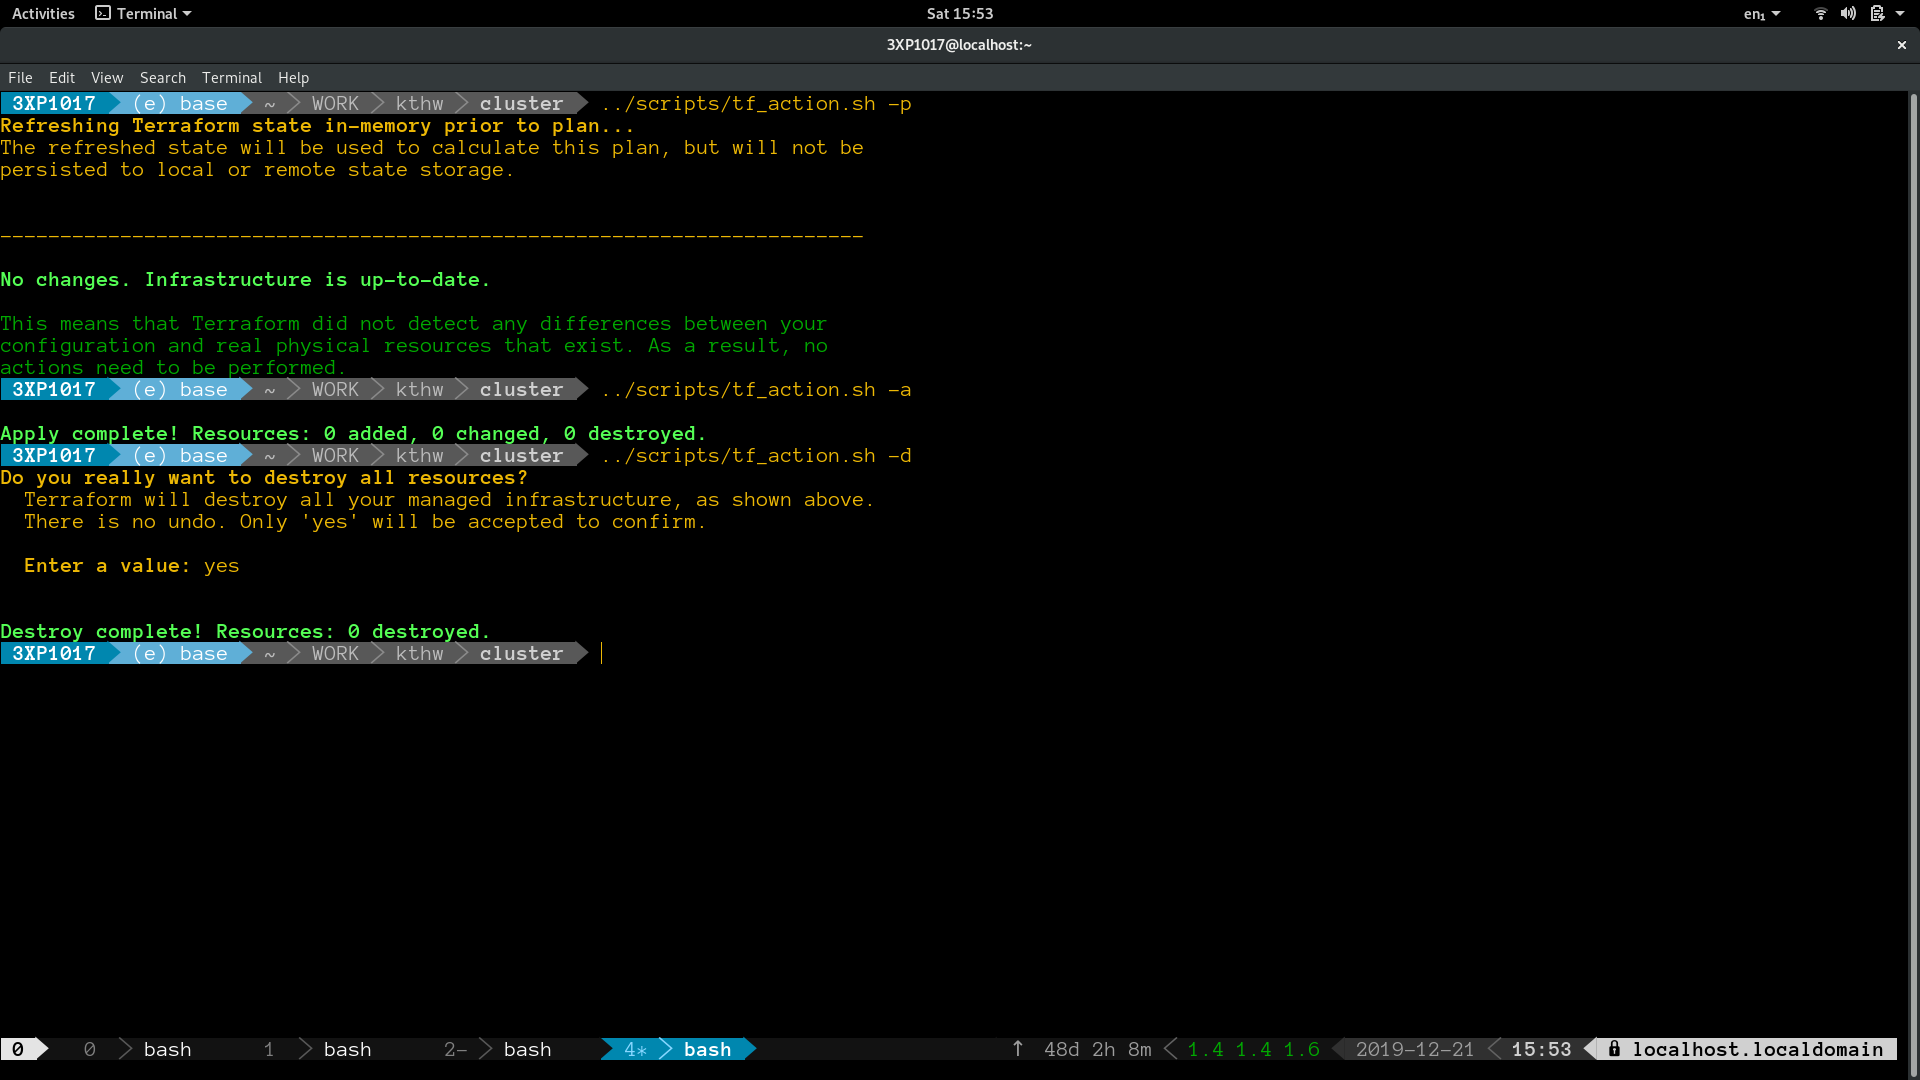 Activities Terminal Sat 15:53 en₁
3XP1017@localhost:~ ×
File Edit View Search Terminal Help
3XP1017 (e) base ~ WORK kthw cluster ../scripts/tf_action.sh -p
Refreshing Terraform state in-memory prior to plan...
The refreshed state will be used to calculate this plan, but will not be
persisted to local or remote state storage.
------------------------------------------------------------------------
No changes. Infrastructure is up-to-date.
This means that Terraform did not detect any differences between your
configuration and real physical resources that exist. As a result, no
actions need to be performed.
3XP1017 (e) base ~ WORK kthw cluster ../scripts/tf_action.sh -a
Apply complete! Resources: 0 added, 0 changed, 0 destroyed.
3XP1017 (e) base ~ WORK kthw cluster ../scripts/tf_action.sh -d
Do you really want to destroy all resources?
Terraform will destroy all your managed infrastructure, as shown above.
There is no undo. Only 'yes' will be accepted to confirm.
Enter a value: yes
Destroy complete! Resources: 0 destroyed.
3XP1017 (e) base ~ WORK kthw cluster
0 0 bash 1 bash 2- bash 4* bash ↑ 48d 2h 8m 1.4 1.4 1.6 2019-12-21 15:53 localhost.localdomain